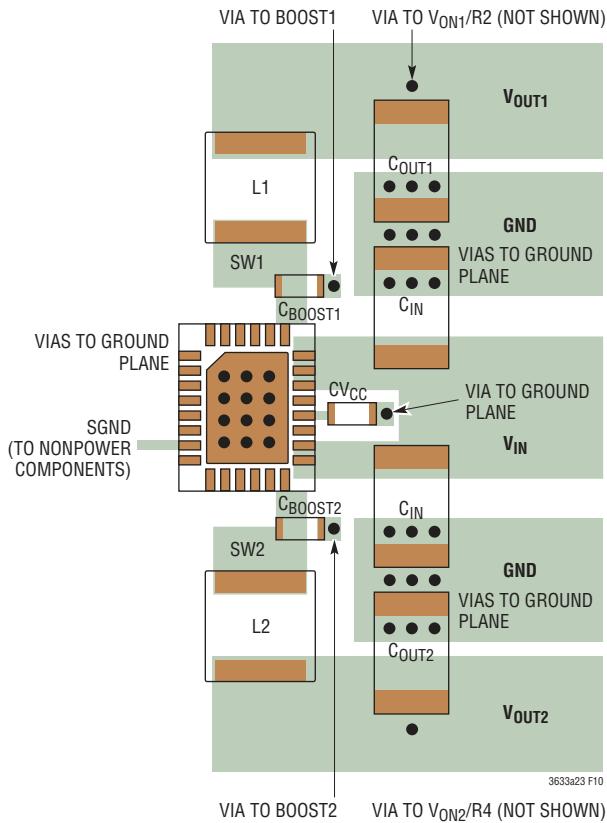 VIA TO BOOST1
VIA TO VON1/R2 (NOT SHOWN)
VOUT1
COUT1
L1
GND
VIAS TO GROUND
PLANE
SW1
CBOOST1
CIN
VIAS TO GROUND
PLANE
CVCC
VIA TO GROUND
PLANE
SGND
(TO NONPOWER
COMPONENTS)
VIN
CBOOST2
CIN
SW2
GND
VIAS TO GROUND
PLANE
L2
COUT2
VOUT2
3633a23 F10
VIA TO BOOST2
VIA TO VON2/R4 (NOT SHOWN)